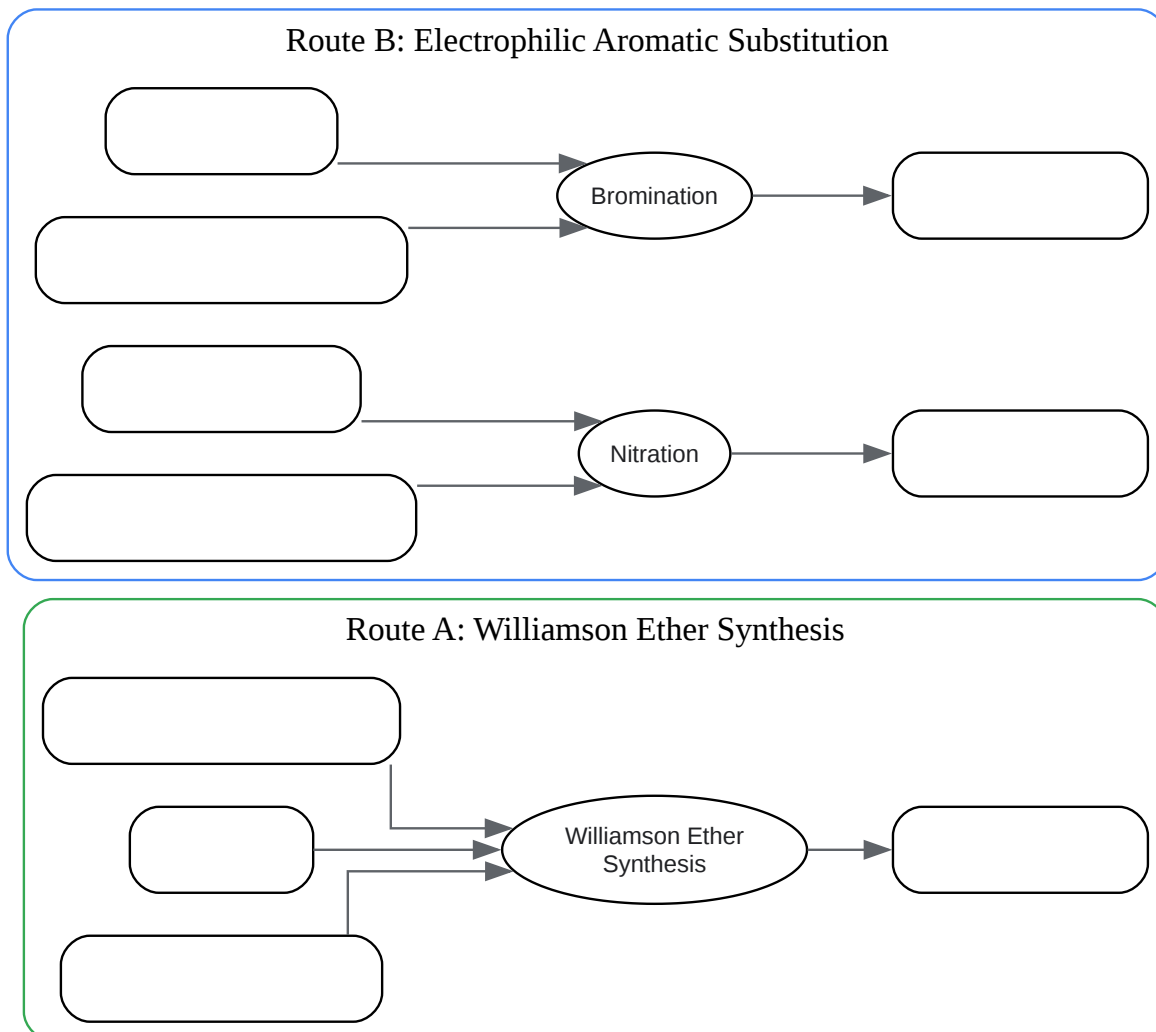 Route B: Electrophilic Aromatic Substitution
Bromination
Nitration
Route A: Williamson Ether Synthesis
Williamson Ether
Synthesis